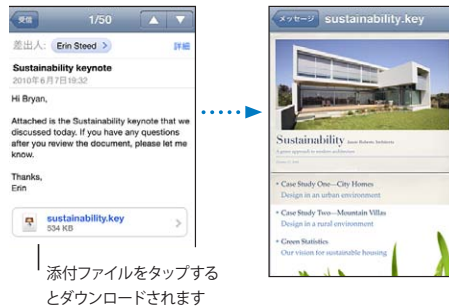 受信
1/50
差出人: Erin Steed
詳細
Sustainability keynote
2010年6月7日19:32
Hi Bryan,
Attached is the Sustainability keynote that we
discussed today. If you have any questions
after you review the document, please let me
know.
Thanks,
Erin
sustainability.key
534 KB
添付ファイルをタップする
とダウンロードされます
メッセージ
sustainability.key
Sustainability
• Case Study One—City Homes
Design in an urban environment
• Case Study Two—Mountain Villas
Design in a rural environment
• Green Statistics
Our vision for sustainable housing